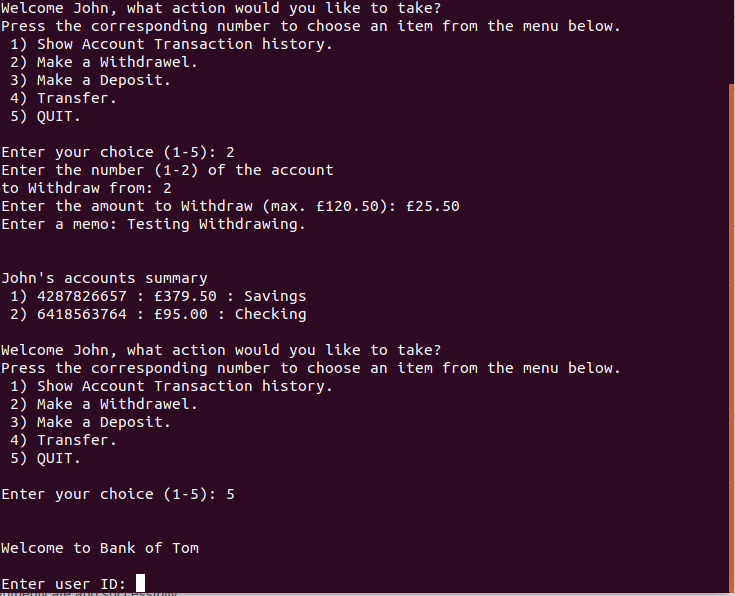 Welcome John, what action would you like to take?
Press the corresponding number to choose an item from the menu below.
 1) Show Account Transaction history.
 2) Make a Withdrawel.
 3) Make a Deposit.
 4) Transfer.
 5) QUIT.

Enter your choice (1-5): 2
Enter the number (1-2) of the account
to Withdraw from: 2
Enter the amount to Withdraw (max. £120.50): £25.50
Enter a memo: Testing Withdrawing.

John's accounts summary
 1) 4287826657 : £379.50 : Savings
 2) 6418563764 : £95.00 : Checking

Welcome John, what action would you like to take?
Press the corresponding number to choose an item from the menu below.
 1) Show Account Transaction history.
 2) Make a Withdrawel.
 3) Make a Deposit.
 4) Transfer.
 5) QUIT.

Enter your choice (1-5): 5

Welcome to Bank of Tom

Enter user ID: